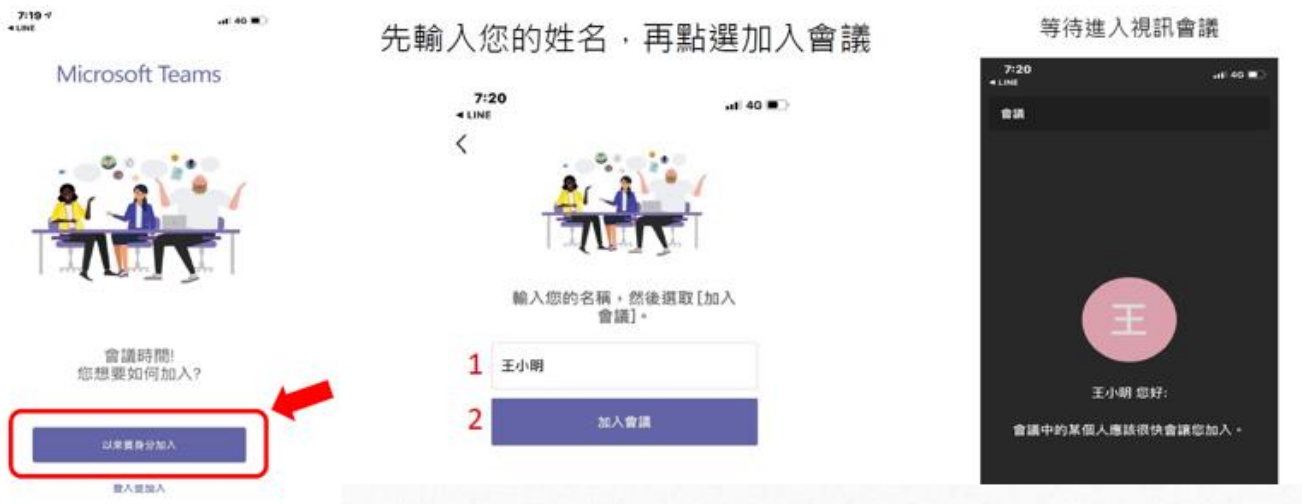 7:19
◀ LINE
4G
Microsoft Teams
會議時間!
您想要如何加入?
以來賓身分加入
登入並加入
先輸入您的姓名，再點選加入會議
7:20
◀ LINE
4G
輸入您的名稱，然後選取[加入
會議]。
1 王小明
2 加入會議
等待進入視訊會議
7:20
◀ LINE
4G
會議
王
王小明 您好:
會議中的某個人應該很快會讓您加入。